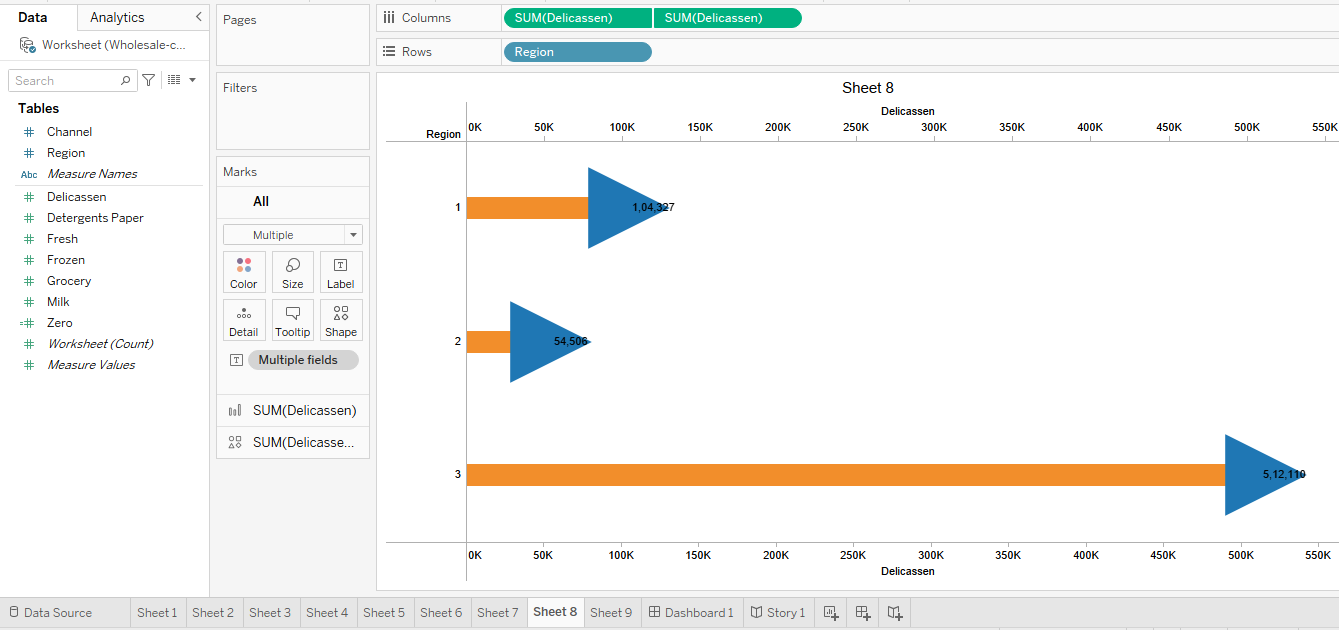 Data
Analytics
Worksheet (Wholesale-c...
Search
Tables
Channel
Region
Abc Measure Names
Delicassen
Detergents Paper
Fresh
Frozen
Grocery
Milk
Zero
Worksheet (Count)
Measure Values
Pages
Filters
Marks
All
Multiple
Color Size Label
Detail Tooltip Shape
Multiple fields
SUM(Delicassen)
SUM(Delicasse...
Columns SUM(Delicassen) SUM(Delicassen)
Rows Region
Sheet 8
Delicassen
Region 0K 50K 100K 150K 200K 250K 300K 350K 400K 450K 500K 550K
1 1,04,327
2 54,506
3 5,12,110
0K 50K 100K 150K 200K 250K 300K 350K 400K 450K 500K 550K
Delicassen
Data Source Sheet 1 Sheet 2 Sheet 3 Sheet 4 Sheet 5 Sheet 6 Sheet 7 Sheet 8 Sheet 9 Dashboard 1 Story 1